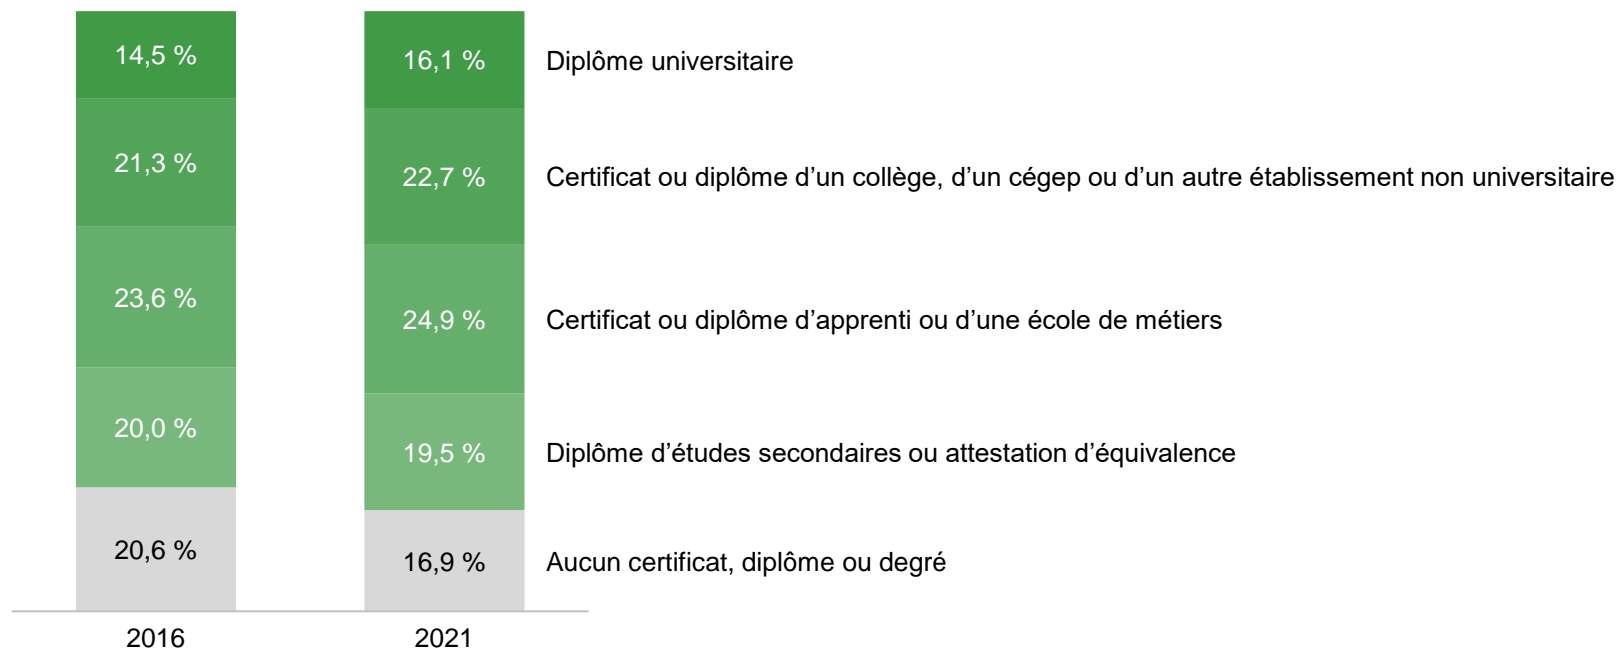 14,5 % 16,1 % Diplôme universitaire
21,3 % 22,7 % Certificat ou diplôme d’un collège, d’un cégep ou d’un autre établissement non universitaire
23,6 % 24,9 % Certificat ou diplôme d’apprenti ou d’une école de métiers
20,0 % 19,5 % Diplôme d’études secondaires ou attestation d’équivalence
20,6 % 16,9 % Aucun certificat, diplôme ou degré
2016 2021